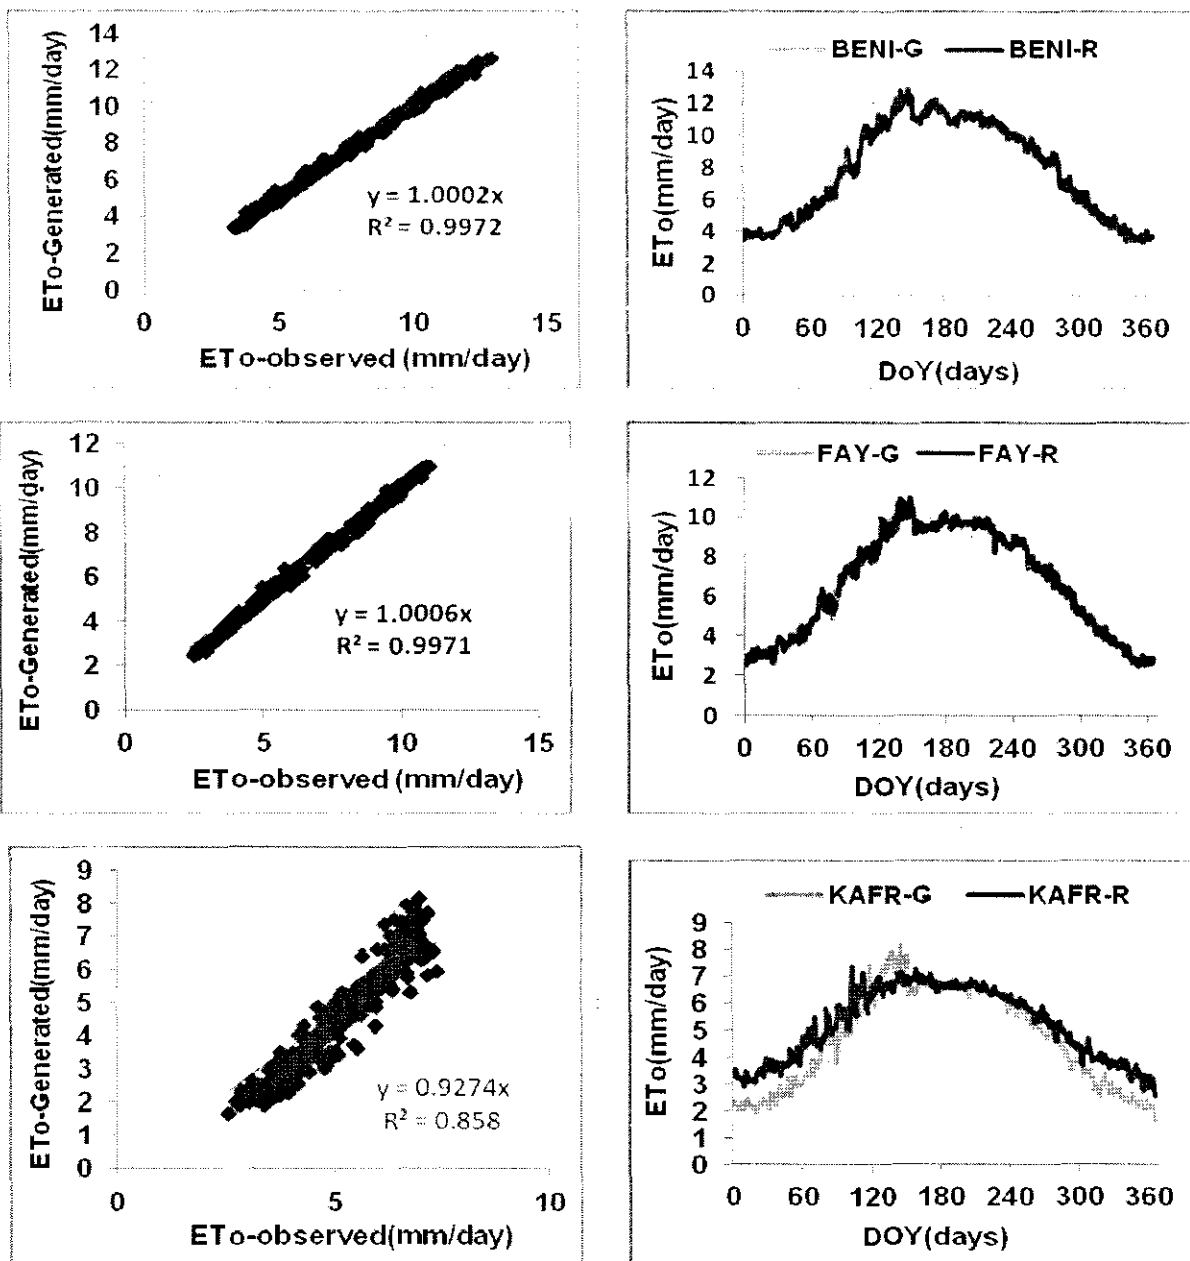 ETo-Generated(mm/day)
14
12
10
8
6
4
2
0
y = 1.0002x
R² = 0.9972
0 5 10 15
ETo-observed (mm/day)
BENI-G BENI-R
ETo(mm/day)
14
12
10
8
6
4
2
0
0 60 120 180 240 300 360
DoY(days)
ETo-Generated(mm/day)
12
10
8
6
4
2
0
y = 1.0006x
R² = 0.9971
0 5 10 15
ETo-observed (mm/day)
FAY-G FAY-R
ETo(mm/day)
12
10
8
6
4
2
0
0 60 120 180 240 300 360
DOY(days)
ETo-Generated(mm/day)
9
8
7
6
5
4
3
2
1
0
y = 0.9274x
R² = 0.858
0 5 10
ETo-observed(mm/day)
KAFR-G KAFR-R
ETo(mm/day)
9
8
7
6
5
4
3
2
1
0
0 60 120 180 240 300 360
DOY(days)